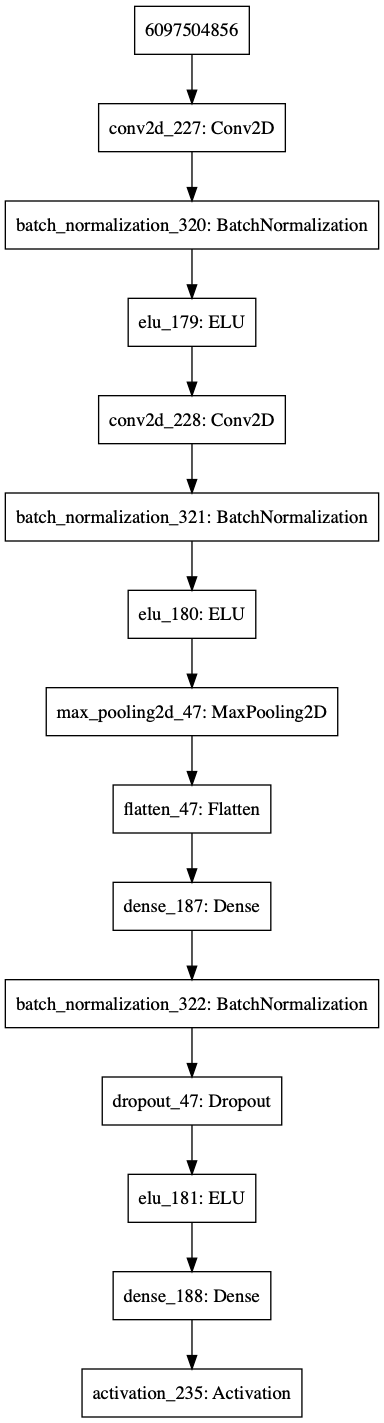 6097504856
conv2d_227: Conv2D
batch_normalization_320: BatchNormalization
elu_179: ELU
conv2d_228: Conv2D
batch_normalization_321: BatchNormalization
elu_180: ELU
max_pooling2d_47: MaxPooling2D
flatten_47: Flatten
dense_187: Dense
batch_normalization_322: BatchNormalization
dropout_47: Dropout
elu_181: ELU
dense_188: Dense
activation_235: Activation